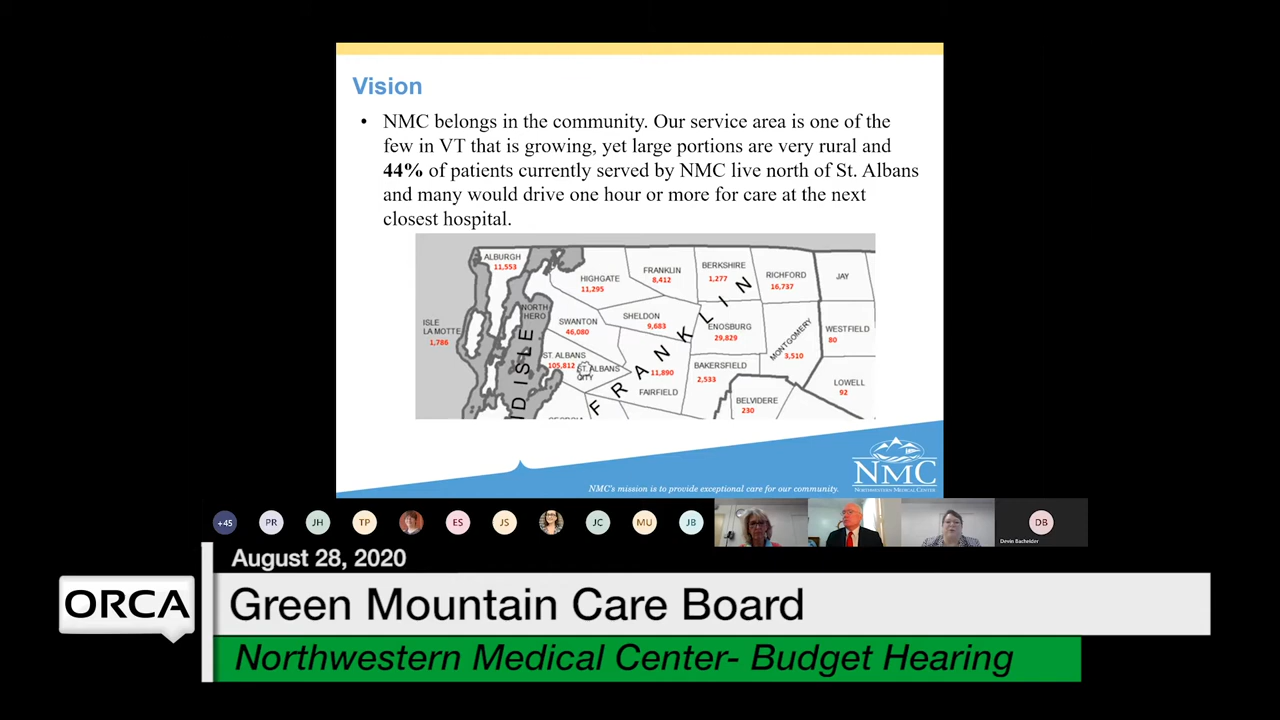 Vision
• NMC belongs in the community. Our service area is one of the
few in VT that is growing, yet large portions are very rural and
44% of patients currently served by NMC live north of St. Albans
and many would drive one hour or more for care at the next
closest hospital.
ALBURGH
11,553
HIGHGATE
11,295
FRANKLIN
8,412
BERKSHIRE
1,277
RICHFORD
16,737
JAY
ISLE
LA MOTTE
1,786
NORTH
HERO
SWANTON
46,080
SHELDON
9,683
ENOSBURG
29,829
MONTGOMERY
3,510
WESTFIELD
80
ST. ALBANS
105,812
ST. ALBANS
CITY
11,890
FAIRFIELD
BAKERSFIELD
2,533
BELVIDERE
230
LOWELL
92
FRANKLIN
D ISLE
NMC
NORTHWESTERN MEDICAL CENTER
NMC's mission is to provide exceptional care for our community.
+45 PR JH TP ES JS JC MU JB DB
Devin Bachelder
August 28, 2020
ORCA
Green Mountain Care Board
Northwestern Medical Center- Budget Hearing